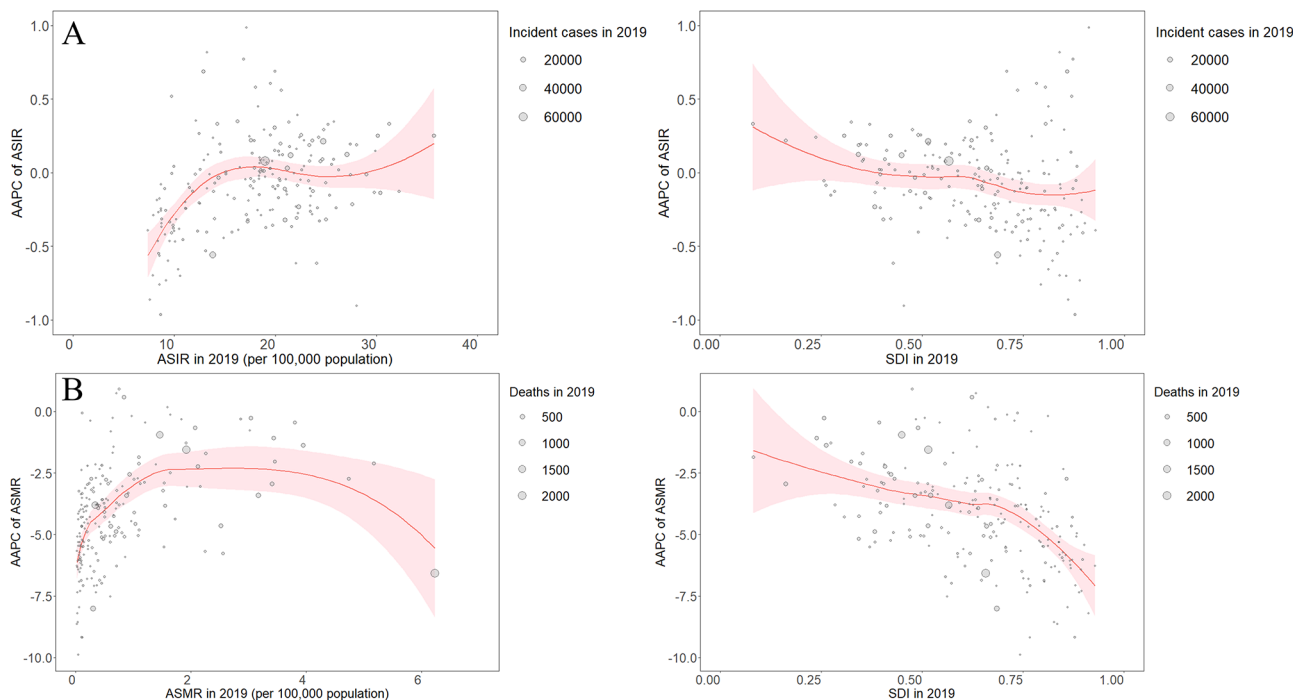 A
AAPC of ASIR
1.0
0.5
0.0
-0.5
-1.0
0 10 20 30 40
ASIR in 2019 (per 100,000 population)
Incident cases in 2019
20000
40000
60000
AAPC of ASIR
1.0
0.5
0.0
-0.5
-1.0
0.00 0.25 0.50 0.75 1.00
SDI in 2019
Incident cases in 2019
20000
40000
60000
B
AAPC of ASMR
0.0
-2.5
-5.0
-7.5
-10.0
0 2 4 6
ASMR in 2019 (per 100,000 population)
Deaths in 2019
500
1000
1500
2000
AAPC of ASMR
0.0
-2.5
-5.0
-7.5
-10.0
0.00 0.25 0.50 0.75 1.00
SDI in 2019
Deaths in 2019
500
1000
1500
2000